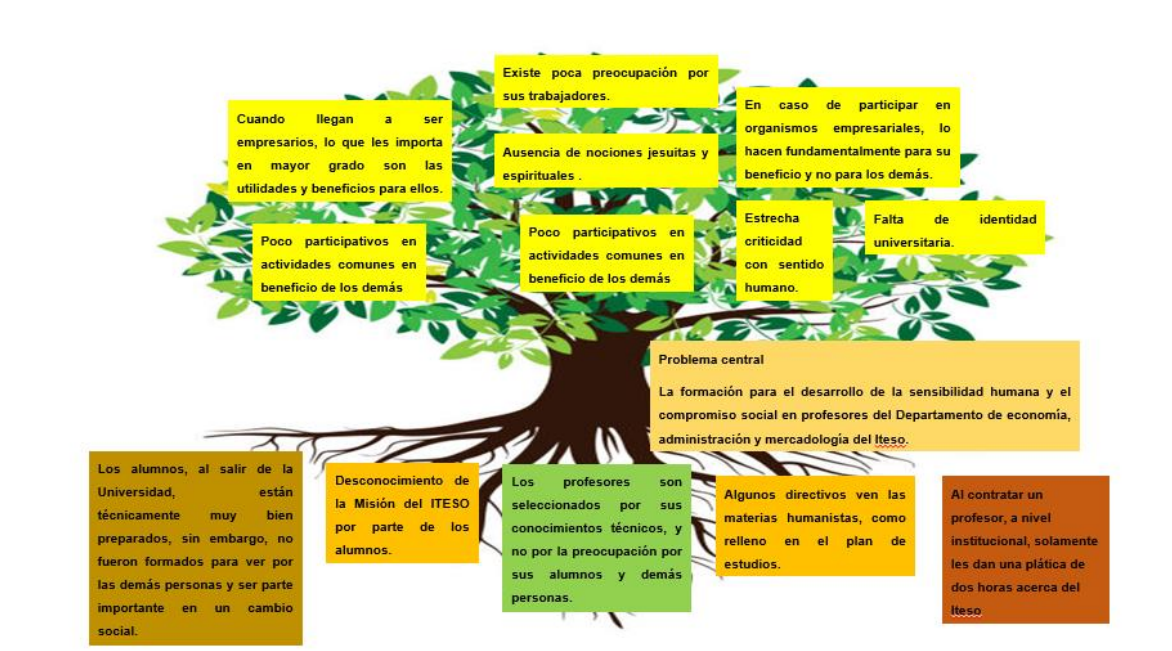 Existe poca preocupación por
sus trabajadores.
Cuando llegan a ser
empresarios, lo que les importa
en mayor grado son las
utilidades y beneficios para ellos.
Ausencia de nociones jesuitas y
espirituales .
En caso de participar en
organismos empresariales, lo
hacen fundamentalmente para su
beneficio y no para los demás.
Poco participativos en
actividades comunes en
beneficio de los demás
Poco participativos en
actividades comunes en
beneficio de los demás
Estrecha
criticidad
con sentido
humano.
Falta de identidad
universitaria.
Problema central
La formación para el desarrollo de la sensibilidad humana y el
compromiso social en profesores del Departamento de economía,
administración y mercadología del Iteso.
Los alumnos, al salir de la
Universidad, están
técnicamente muy bien
preparados, sin embargo, no
fueron formados para ver por
las demás personas y ser parte
importante en un cambio
social.
Desconocimiento de
la Misión del ITESO
por parte de los
alumnos.
Los profesores son
seleccionados por sus
conocimientos técnicos, y
no por la preocupación por
sus alumnos y demás
personas.
Algunos directivos ven las
materias humanistas, como
relleno en el plan de
estudios.
Al contratar un
profesor, a nivel
institucional, solamente
les dan una plática de
dos horas acerca del
Iteso